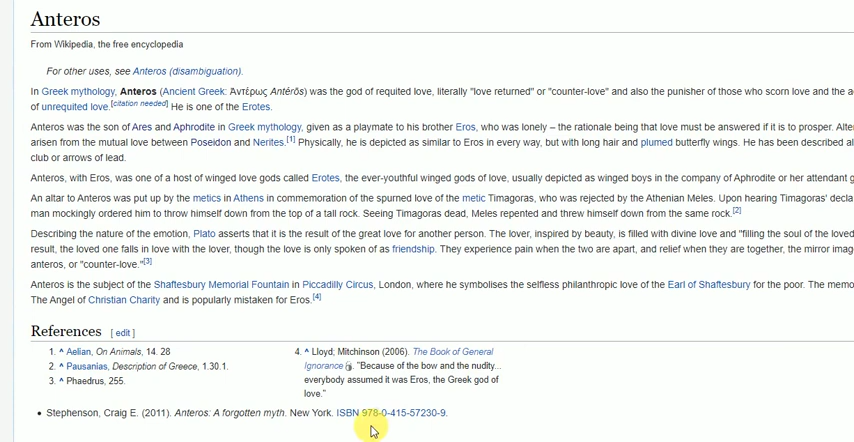 Anteros
From Wikipedia, the free encyclopedia
For other uses, see Anteros (disambiguation).
In Greek mythology, Anteros (Ancient Greek: Ἀντέρως Antérōs) was the god of requited love, literally "love returned" or "counter-love" and also the punisher of those who scorn love and the a
of unrequited love.[citation needed] He is one of the Erotes.
Anteros was the son of Ares and Aphrodite in Greek mythology, given as a playmate to his brother Eros, who was lonely – the rationale being that love must be answered if it is to prosper. Alte
arisen from the mutual love between Poseidon and Nerites.[1] Physically, he is depicted as similar to Eros in every way, but with long hair and plumed butterfly wings. He has been described al
club or arrows of lead.
Anteros, with Eros, was one of a host of winged love gods called Erotes, the ever-youthful winged gods of love, usually depicted as winged boys in the company of Aphrodite or her attendant g
An altar to Anteros was put up by the metics in Athens in commemoration of the spurned love of the metic Timagoras, who was rejected by the Athenian Meles. Upon hearing Timagoras' decla
man mockingly ordered him to throw himself down from the top of a tall rock. Seeing Timagoras dead, Meles repented and threw himself down from the same rock.[2]
Describing the nature of the emotion, Plato asserts that it is the result of the great love for another person. The lover, inspired by beauty, is filled with divine love and "filling the soul of the loved
result, the loved one falls in love with the lover, though the love is only spoken of as friendship. They experience pain when the two are apart, and relief when they are together, the mirror imag
anteros, or "counter-love."[3]
Anteros is the subject of the Shaftesbury Memorial Fountain in Piccadilly Circus, London, where he symbolises the selfless philanthropic love of the Earl of Shaftesbury for the poor. The memo
The Angel of Christian Charity and is popularly mistaken for Eros.[4]
References [ edit ]
1. ^ Aelian, On Animals, 14. 28
2. ^ Pausanias, Description of Greece, 1.30.1.
3. ^ Phaedrus, 255.
4. ^ Lloyd; Mitchinson (2006). The Book of General
Ignorance. "Because of the bow and the nudity...
everybody assumed it was Eros, the Greek god of
love."
• Stephenson, Craig E. (2011). Anteros: A forgotten myth. New York. ISBN 978-0-415-57230-9.